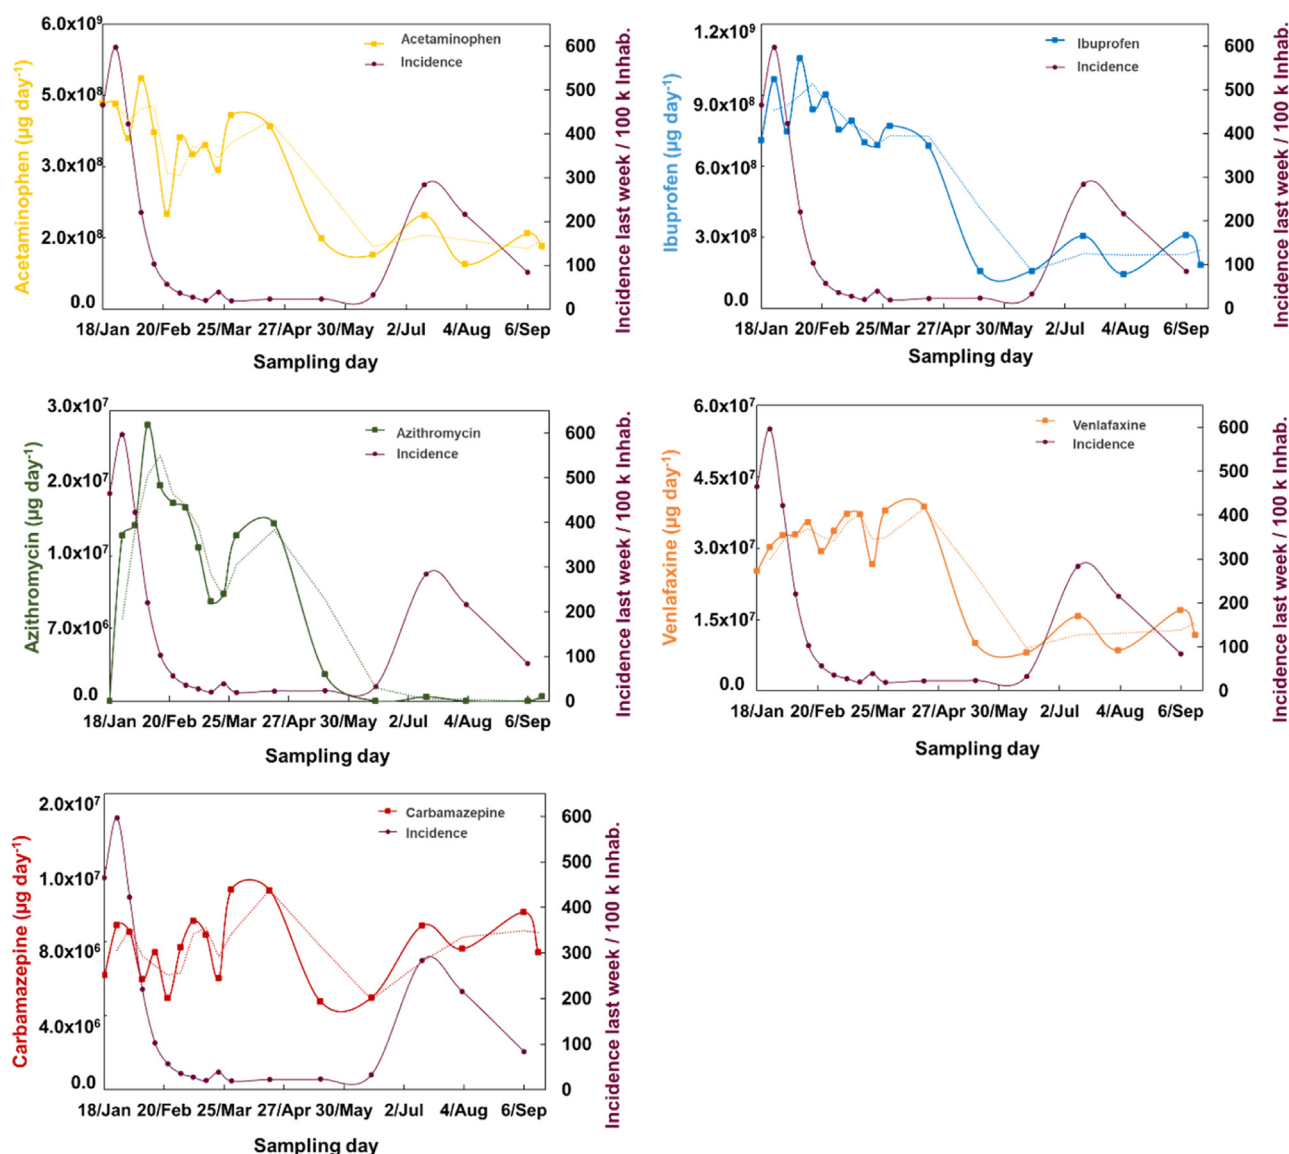 Acetaminophen (µg day⁻¹)
6.0x10⁹
5.0x10⁸
3.0x10⁸
2.0x10⁸
0.0
Acetaminophen
Incidence
600
500
400
300
200
100
0
Incidence last week / 100 k Inhab.
18/Jan 20/Feb 25/Mar 27/Apr 30/May 2/Jul 4/Aug 6/Sep
Sampling day
Ibuprofen (µg day⁻¹)
1.2x10⁹
9.0x10⁸
6.0x10⁸
3.0x10⁸
0.0
Ibuprofen
Incidence
600
500
400
300
200
100
0
Incidence last week / 100 k Inhab.
18/Jan 20/Feb 25/Mar 27/Apr 30/May 2/Jul 4/Aug 6/Sep
Sampling day
Azithromycin (µg day⁻¹)
3.0x10⁷
2.0x10⁷
1.0x10⁷
7.0x10⁶
0.0
Azithromycin
Incidence
600
500
400
300
200
100
0
Incidence last week / 100 k Inhab.
18/Jan 20/Feb 25/Mar 27/Apr 30/May 2/Jul 4/Aug 6/Sep
Sampling day
Venlafaxine (µg day⁻¹)
6.0x10⁷
4.5x10⁷
3.0x10⁷
1.5x10⁷
0.0
Venlafaxine
Incidence
600
500
400
300
200
100
0
Incidence last week / 100 k Inhab.
18/Jan 20/Feb 25/Mar 27/Apr 30/May 2/Jul 4/Aug 6/Sep
Sampling day
Carbamazepine (µg day⁻¹)
2.0x10⁷
1.0x10⁷
8.0x10⁶
4.0x10⁶
0.0
Carbamazepine
Incidence
600
500
400
300
200
100
0
Incidence last week / 100 k Inhab.
18/Jan 20/Feb 25/Mar 27/Apr 30/May 2/Jul 4/Aug 6/Sep
Sampling day